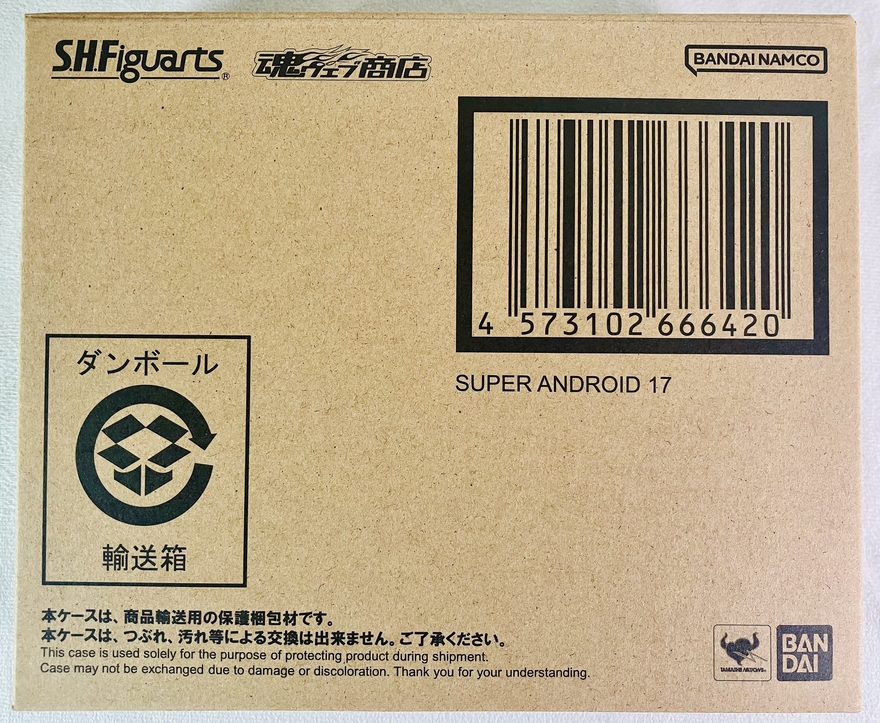 S.H.Figuarts®
魂ウェブ商店
BANDAI NAMCO
4 573102 666420
SUPER ANDROID 17
ダンボール
輸送箱
本ケースは、商品輸送用の保護梱包材です。
本ケースは、つぶれ、汚れ等による交換は出来ません。ご了承ください。
This case is used solely for the purpose of protecting product during shipment.
Case may not be exchanged due to damage or discoloration. Thank you for your understanding.
TAMASHII NATIONS
BAN
DAI